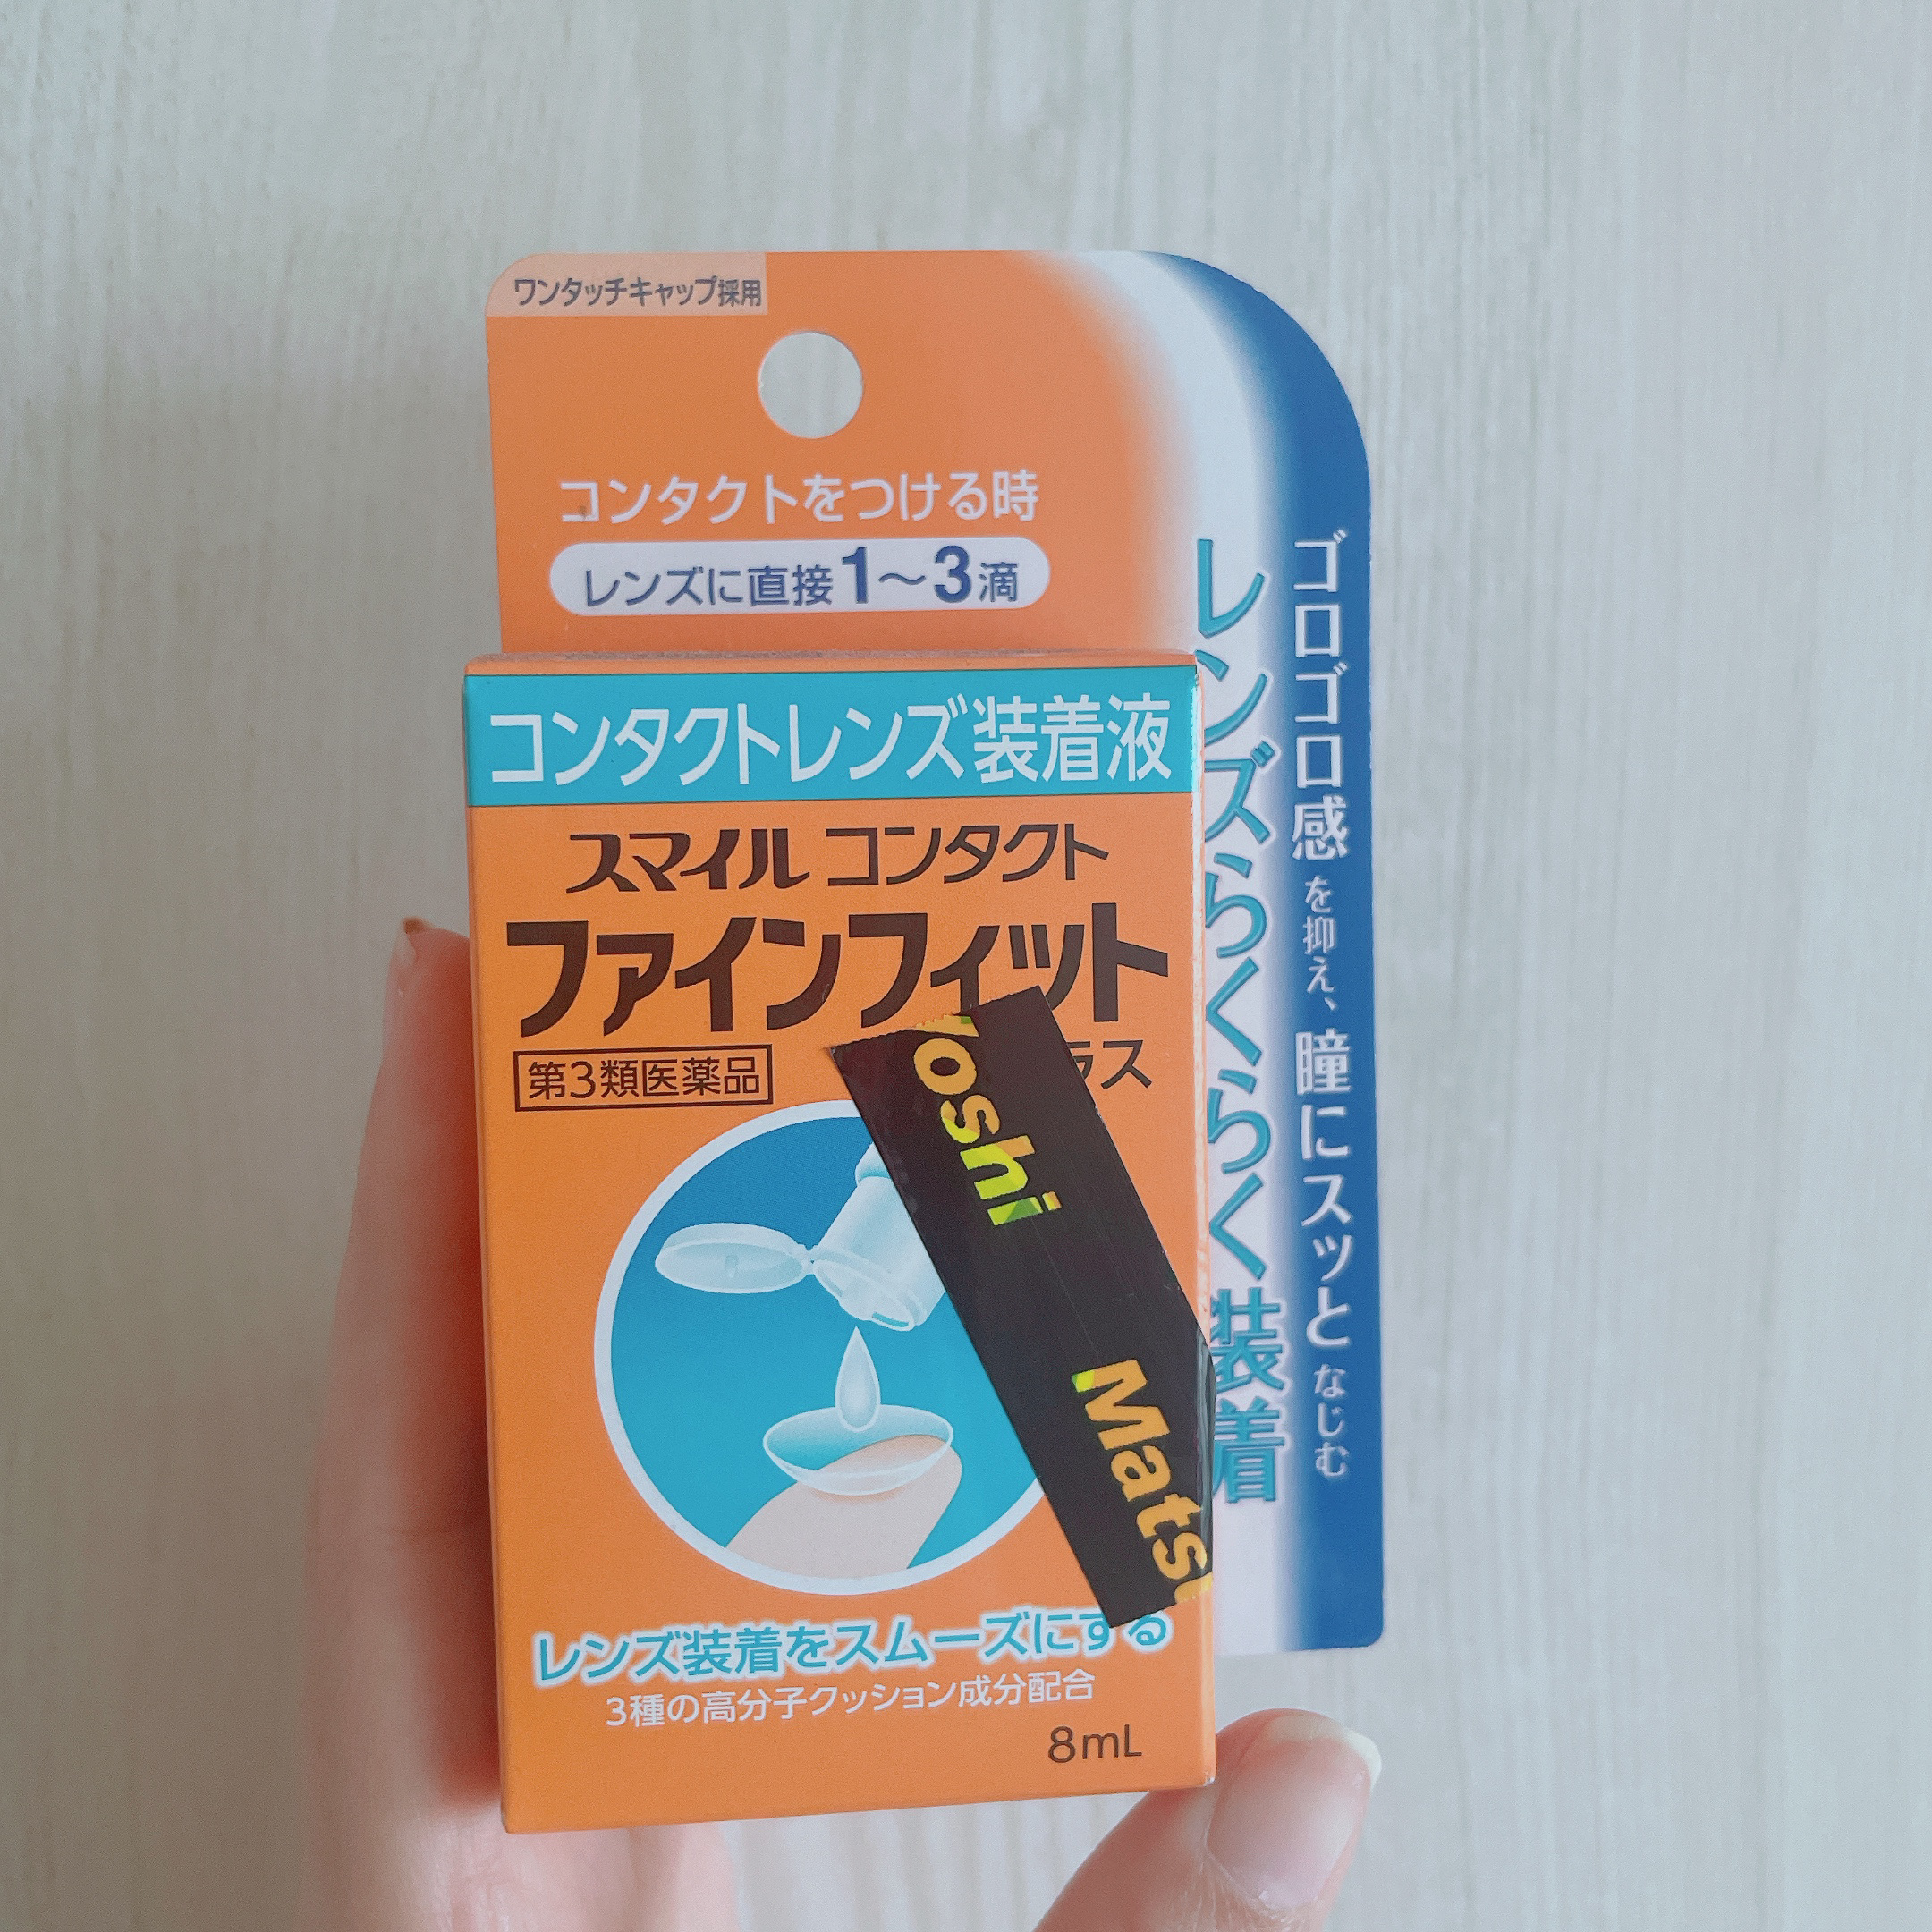 ワンタッチキャップ採用
コンタクトをつける時
レンズに直接1〜3滴
コンタクトレンズ装着液
スマイル コンタクト
ファインフィット
ラス
第3類医薬品
レンズ装着をスムーズにする
3種の高分子クッション成分配合
8mL
ゴロゴロ感を抑え、瞳にスッとなじむ
レンズらくらく装着
Yoshi
Mats